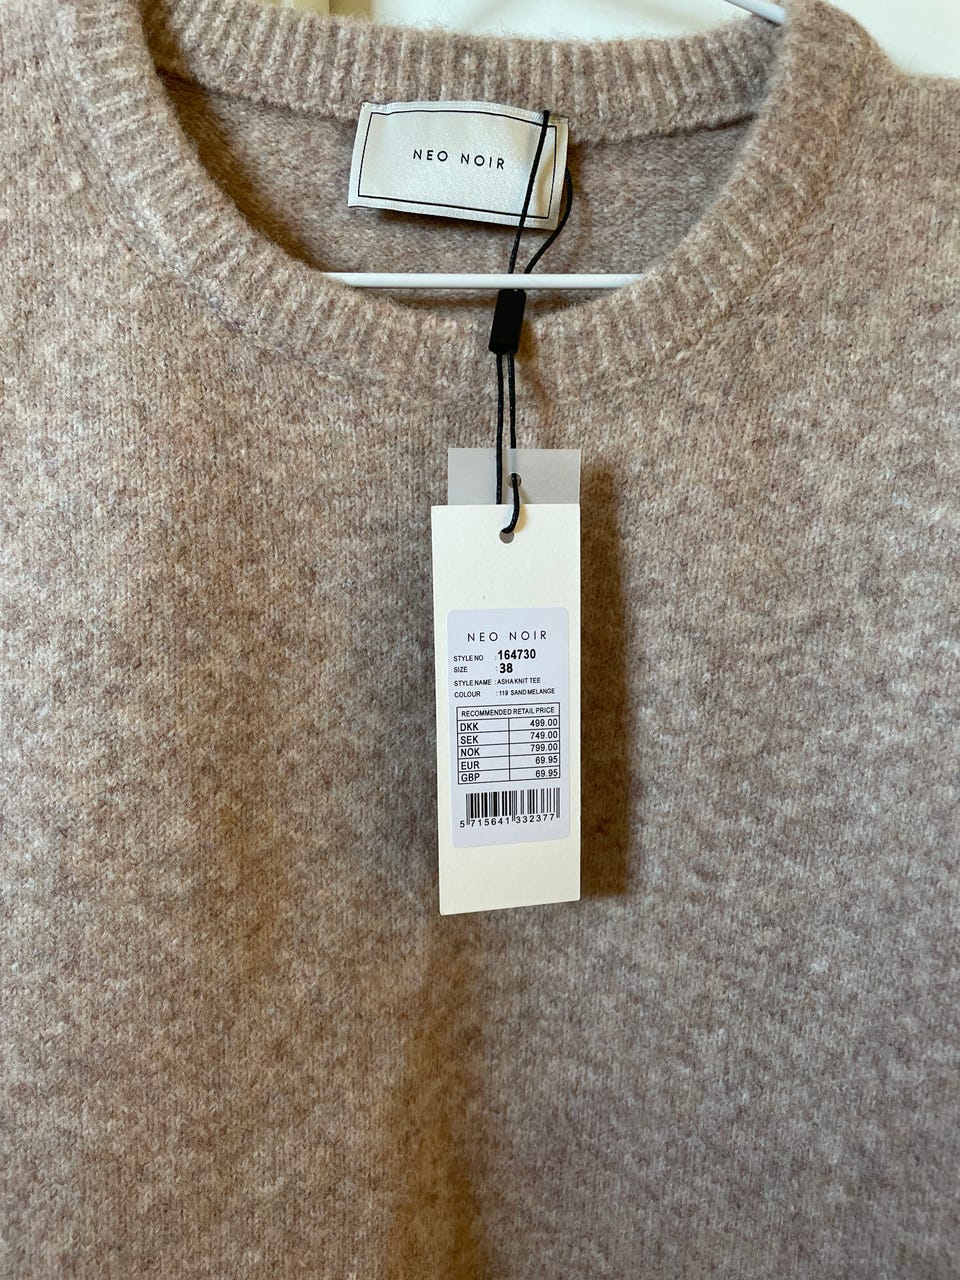 NEO NOIR
NEO NOIR
STYLE NO : 164730
SIZE : 38
STYLE NAME : ASHA KNIT TEE
COLOUR : 119 SAND MELANGE
RECOMMENDED RETAIL PRICE
DKK 499.00
SEK 749.00
NOK 799.00
EUR 69.95
GBP 69.95
5 715641 332377